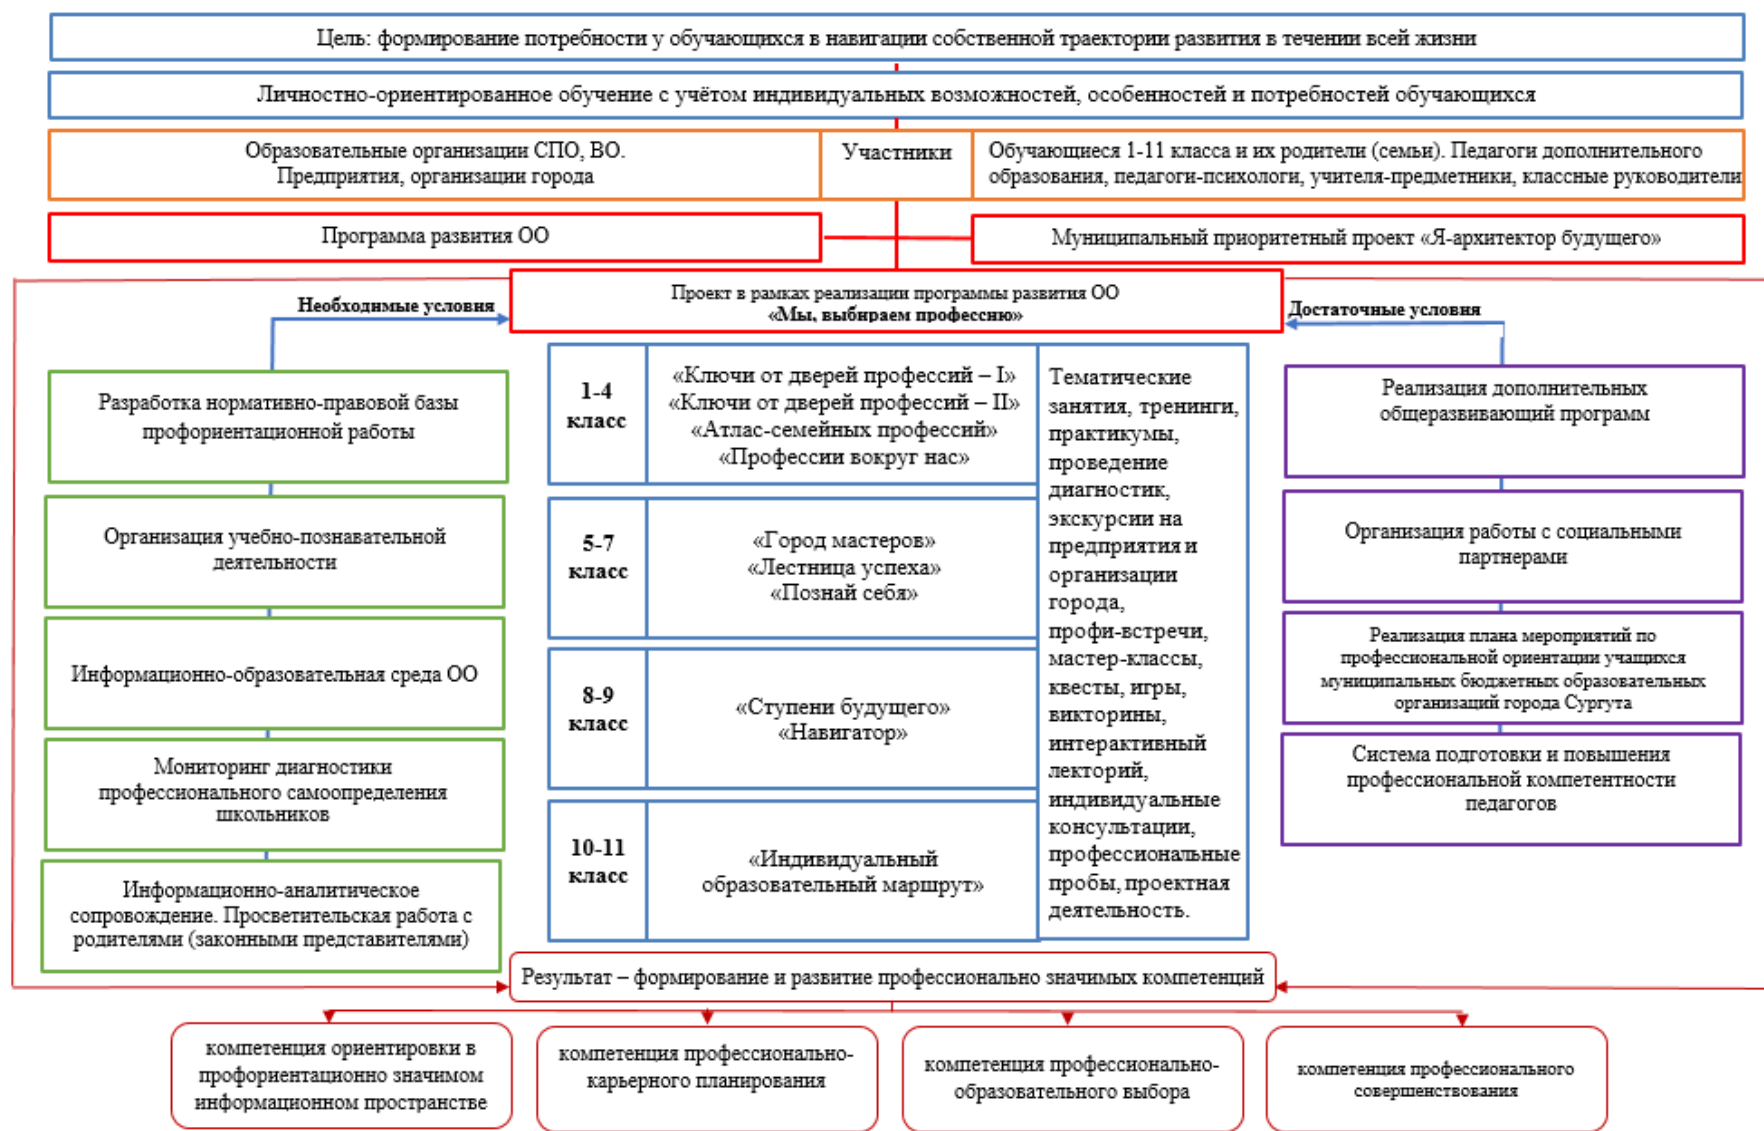 Цель: формирование потребности у обучающихся в навигации собственной траектории развития в течении всей жизни
Личностно-ориентированное обучение с учётом индивидуальных возможностей, особенностей и потребностей обучающихся
Образовательные организации СПО, ВО.
Предприятия, организации города
Участники
Обучающиеся 1-11 класса и их родители (семьи). Педагоги дополнительного
образования, педагоги-психологи, учителя-предметники, классные руководители
Программа развития ОО
Муниципальный приоритетный проект «Я-архитектор будущего»
Необходимые условия
Проект в рамках реализации программы развития ОО
«Мы, выбираем профессию»
Достаточные условия
Разработка нормативно-правовой базы
профориентационной работы
Организация учебно-познавательной
деятельности
Информационно-образовательная среда ОО
Мониторинг диагностики
профессионального самоопределения
школьников
Информационно-аналитическое
сопровождение. Просветительская работа с
родителями (законными представителями)
1-4
класс
«Ключи от дверей профессий – I»
«Ключи от дверей профессий – II»
«Атлас-семейных профессий»
«Профессии вокруг нас»
5-7
класс
«Город мастеров»
«Лестница успеха»
«Познай себя»
8-9
класс
«Ступени будущего»
«Навигатор»
10-11
класс
«Индивидуальный
образовательный маршрут»
Тематические
занятия, тренинги,
практикумы,
проведение
диагностик,
экскурсии на
предприятия и
организации
города,
профи-встречи,
мастер-классы,
квесты, игры,
викторины,
интерактивный
лекторий,
индивидуальные
консультации,
профессиональные
пробы, проектная
деятельность.
Реализация дополнительных
общеразвивающий программ
Организация работы с социальными
партнерами
Реализация плана мероприятий по
профессиональной ориентации учащихся
муниципальных бюджетных образовательных
организаций города Сургута
Система подготовки и повышения
профессиональной компетентности
педагогов
Результат – формирование и развитие профессионально значимых компетенций
компетенция ориентировки в
профориентационно значимом
информационном пространстве
компетенция профессионально-
карьерного планирования
компетенция профессионально-
образовательного выбора
компетенция профессионального
совершенствования